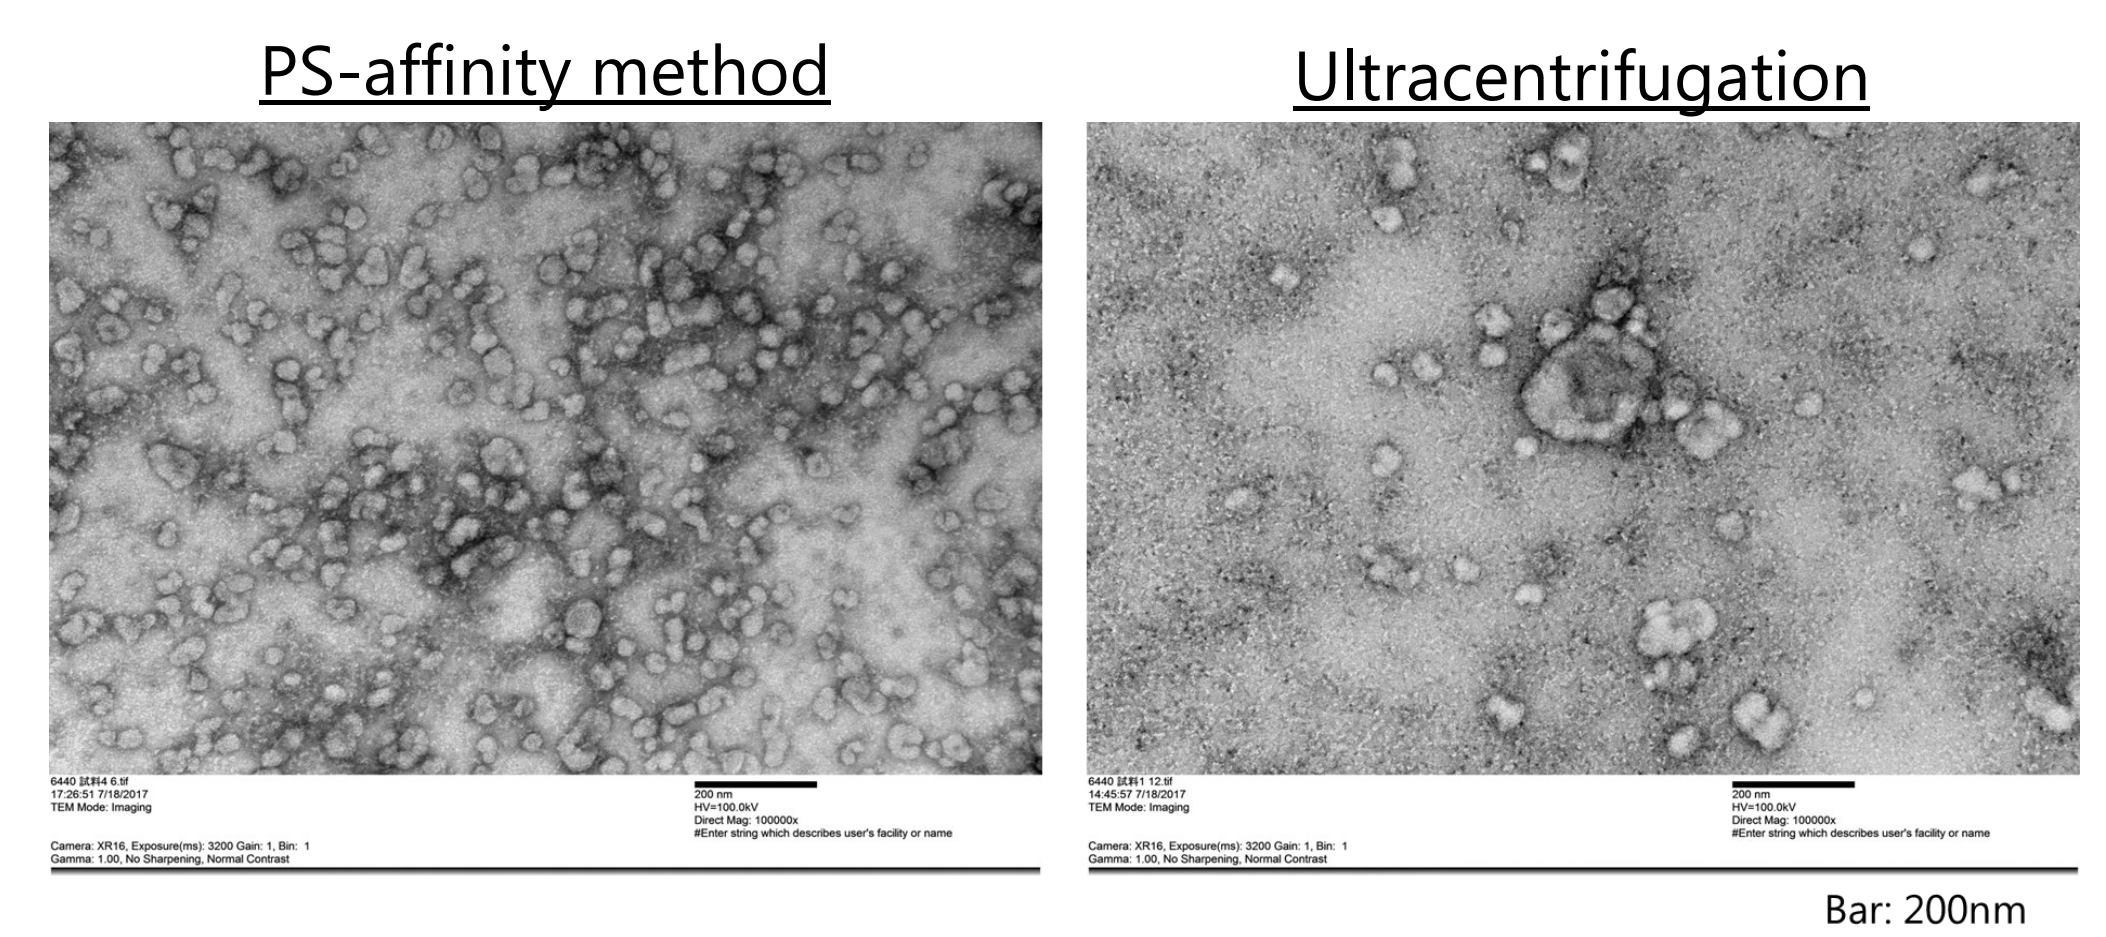 PS-affinity method
6440 試料4 6.tif
17:26:51 7/18/2017
TEM Mode: Imaging
200 nm
HV=100.0kV
Direct Mag: 100000x
#Enter string which describes user's facility or name
Camera: XR16, Exposure(ms): 3200 Gain: 1, Bin: 1
Gamma: 1.00, No Sharpening, Normal Contrast
Ultracentrifugation
6440 試料1 12.tif
14:45:57 7/18/2017
TEM Mode: Imaging
200 nm
HV=100.0kV
Direct Mag: 100000x
#Enter string which describes user's facility or name
Camera: XR16, Exposure(ms): 3200 Gain: 1, Bin: 1
Gamma: 1.00, No Sharpening, Normal Contrast
Bar: 200nm